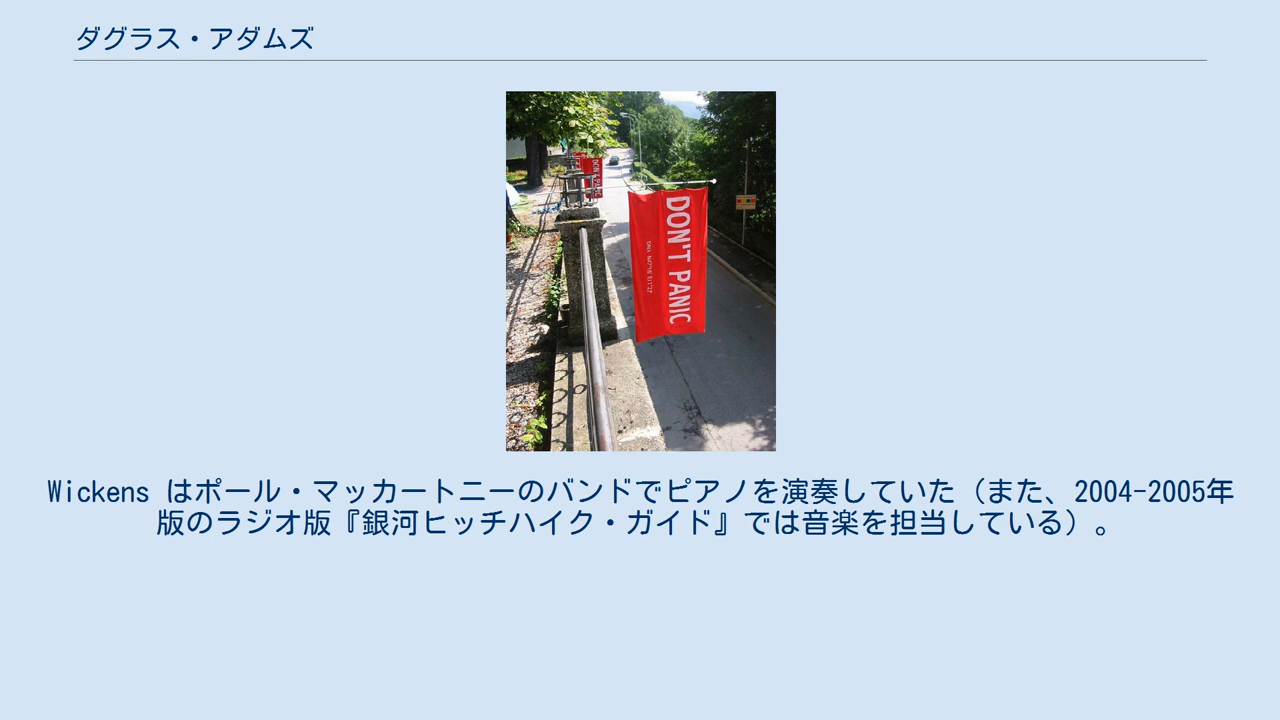 ダグラス・アダムズ
DON'T PANIC
DON'T PANIC
Wickens はポール・マッカートニーのバンドでピアノを演奏していた（また、2004-2005年
版のラジオ版『銀河ヒッチハイク・ガイド』では音楽を担当している）。